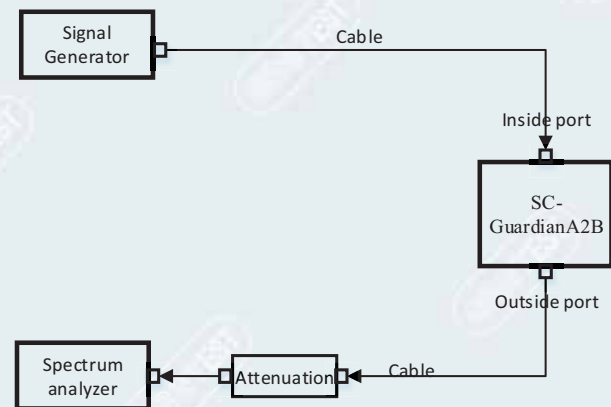 Signal
Generator
Cable
Inside port
SC-
GuardianA2B
Outside port
Spectrum
analyzer
Attenuation
Cable